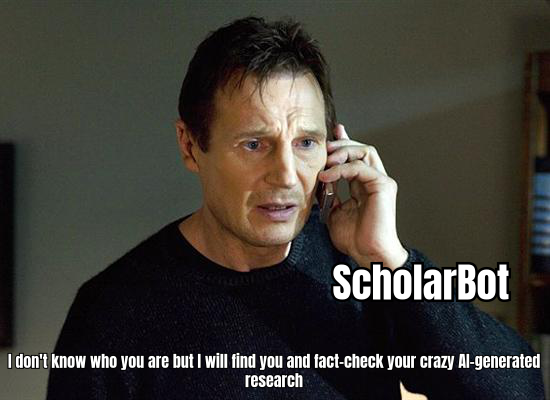 ScholarBot
I don't know who you are but I will find you and fact-check your crazy AI-generated
research